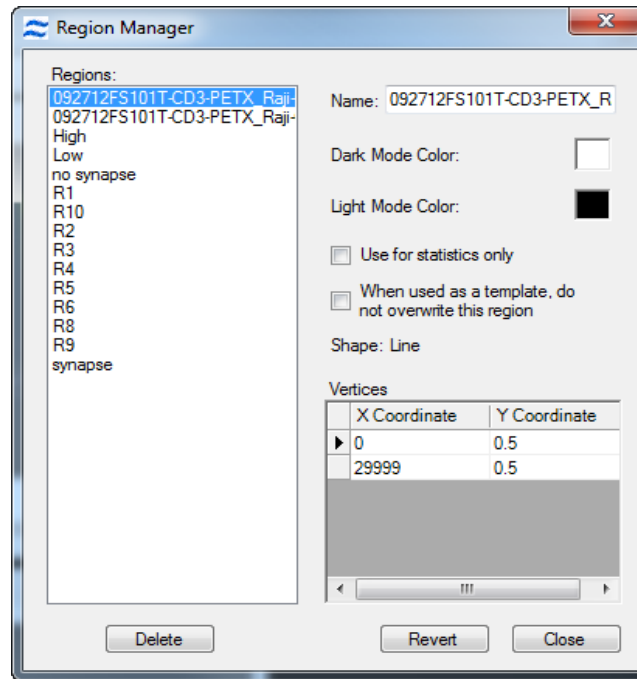 Region Manager
Regions:
092712FS101T-CD3-PETX_Raji-
092712FS101T-CD3-PETX_Raji-
High
Low
no synapse
R1
R10
R2
R3
R4
R5
R6
R8
R9
synapse
Delete
Name: 092712FS101T-CD3-PETX_R
Dark Mode Color:
Light Mode Color:
Use for statistics only
When used as a template, do
not overwrite this region
Shape: Line
Vertices
X Coordinate Y Coordinate
0 0.5
29999 0.5
Revert Close